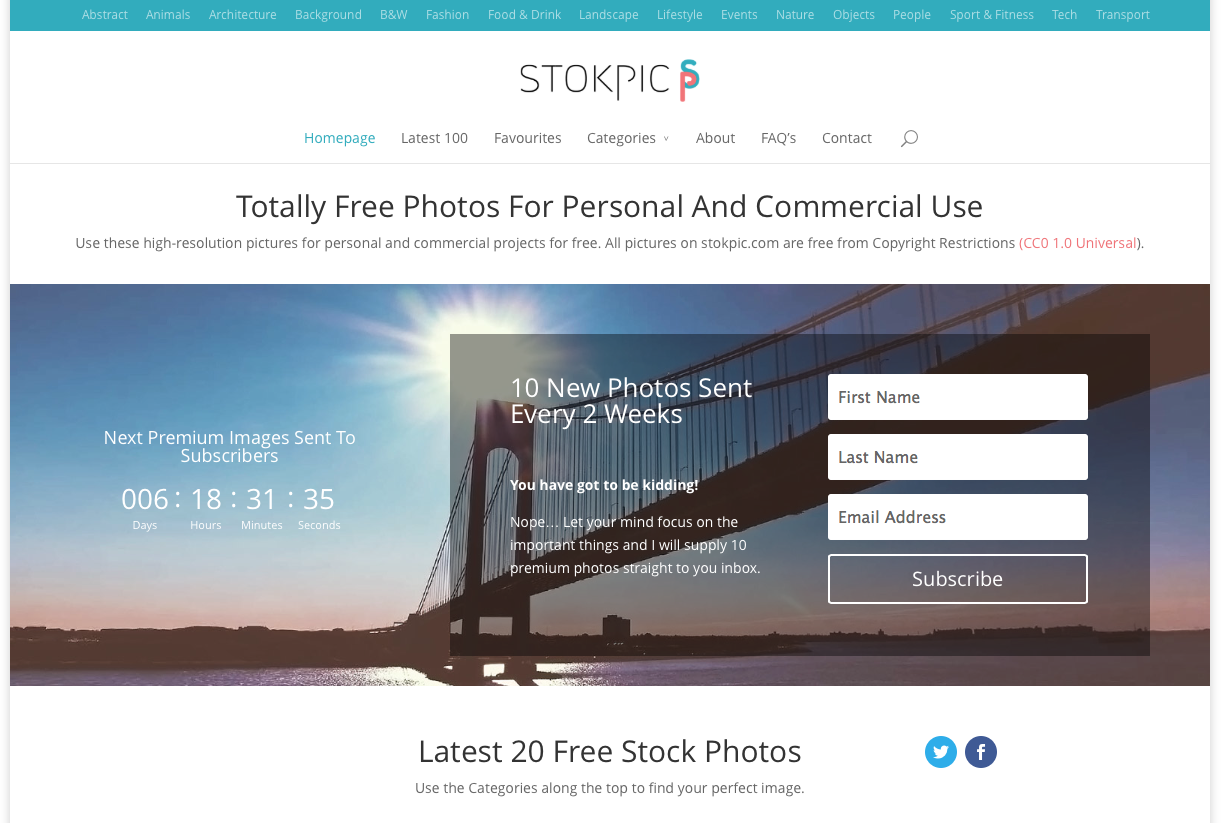 Abstract Animals Architecture Background B&W Fashion Food & Drink Landscape Lifestyle Events Nature Objects People Sport & Fitness Tech Transport
STOKPIC SP
Homepage Latest 100 Favourites Categories About FAQ's Contact
Totally Free Photos For Personal And Commercial Use
Use these high-resolution pictures for personal and commercial projects for free. All pictures on stokpic.com are free from Copyright Restrictions (CC0 1.0 Universal).
Next Premium Images Sent To
Subscribers
006 : 18 : 31 : 35
Days Hours Minutes Seconds
10 New Photos Sent
Every 2 Weeks
You have got to be kidding!
Nope... Let your mind focus on the
important things and I will supply 10
premium photos straight to you inbox.
First Name
Last Name
Email Address
Subscribe
Latest 20 Free Stock Photos
f
Use the Categories along the top to find your perfect image.